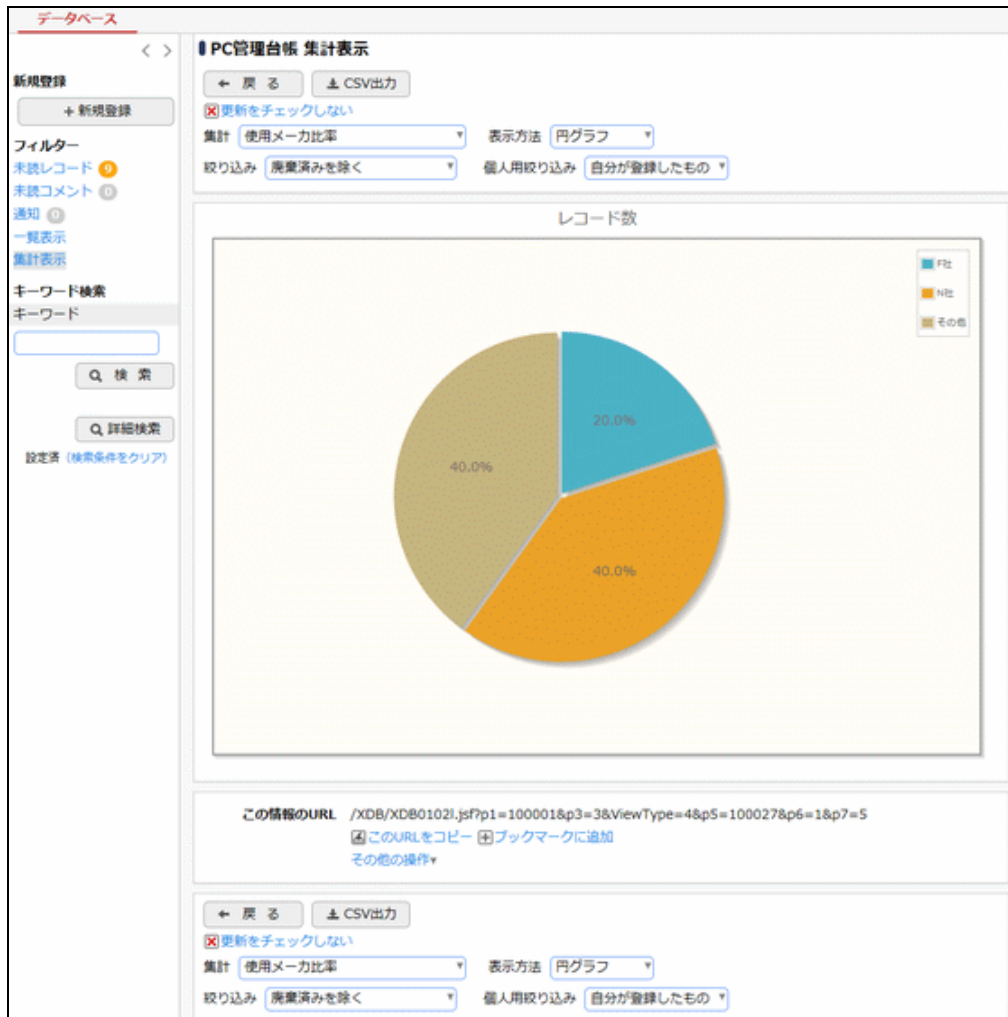 データベース
新規登録
+ 新規登録
フィルター
未読レコード 9
未読コメント 0
通知 0
一覧表示
集計表示
キーワード検索
キーワード
検 索
詳細検索
設定済 (検索条件をクリア)
PC管理台帳 集計表示
戻 る CSV出力
更新をチェックしない
集計 使用メーカ比率 表示方法 円グラフ
絞り込み 廃棄済みを除く 個人用絞り込み 自分が登録したもの
レコード数
F社
N社
その他
20.0%
40.0%
40.0%
この情報のURL /XDB/XDB0102l.jsf?p1=100001&p3=3&ViewType=4&p5=100027&p6=1&p7=5
このURLをコピー ブックマークに追加
その他の操作▾
戻 る CSV出力
更新をチェックしない
集計 使用メーカ比率 表示方法 円グラフ
絞り込み 廃棄済みを除く 個人用絞り込み 自分が登録したもの